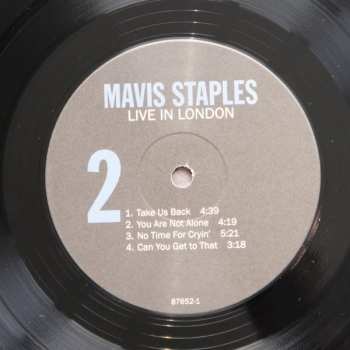 MAVIS STAPLES
LIVE IN LONDON
2
1. Take Us Back 4:39
2. You Are Not Alone 4:19
3. No Time For Cryin' 5:21
4. Can You Get to That 3:18
87652-1